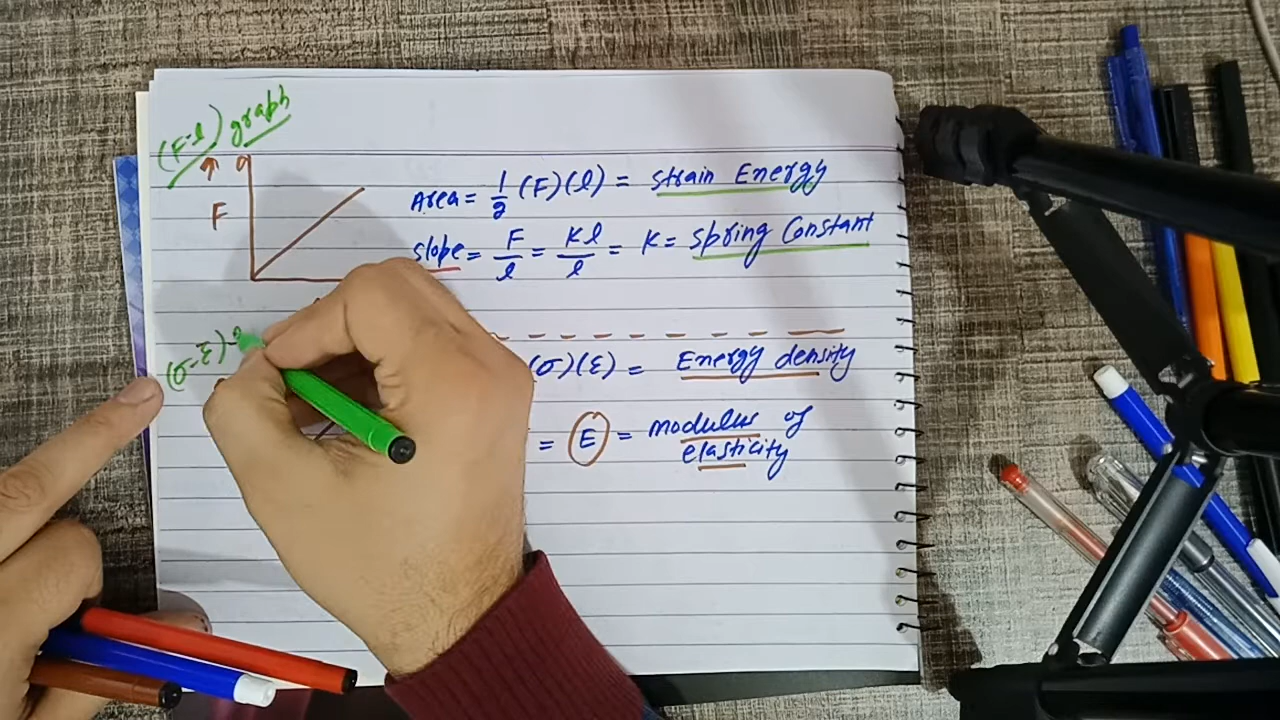 (F-l) graph
↑
F
Area = 1/2 (F)(l) = strain Energy
slope = F/l = Kl/l = K = spring Constant
(σ-ε)
(σ)(ε) = Energy density
= E = modulus of
elasticity